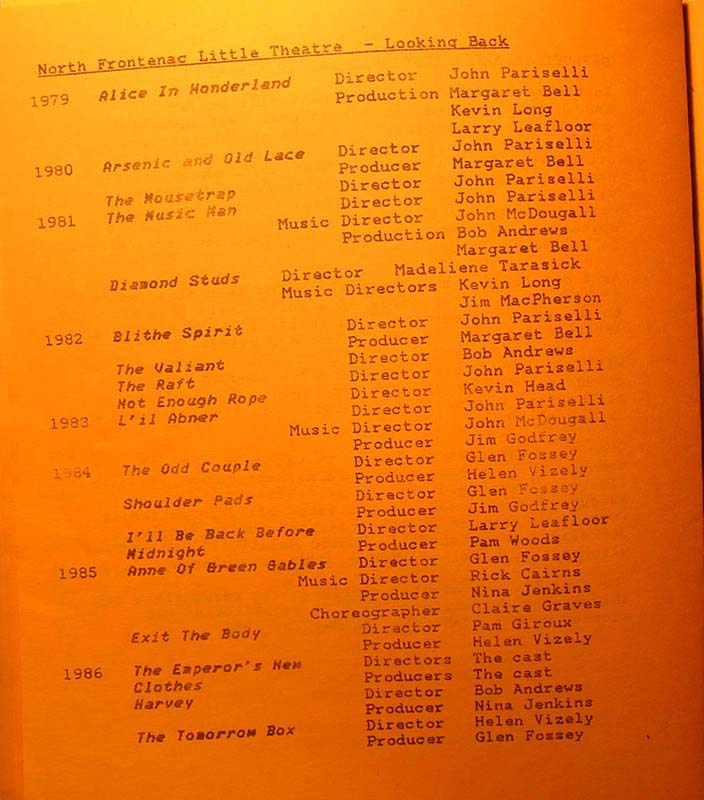 North Frontenac Little Theatre - Looking Back
1979 Alice In Wonderland Director John Pariselli
Production Margaret Bell
Kevin Long
Larry Leafloor
1980 Arsenic and Old Lace Director John Pariselli
Producer Margaret Bell
The Mousetrap Director John Pariselli
1981 The Music Man Director John Pariselli
Music Director John McDougall
Production Bob Andrews
Margaret Bell
Diamond Studs Director Madeliene Tarasick
Music Directors Kevin Long
Jim MacPherson
1982 Blithe Spirit Director John Pariselli
Producer Margaret Bell
The Valiant Director Bob Andrews
The Raft Director John Pariselli
Not Enough Rope Director Kevin Head
1983 L'il Abner Director John Pariselli
Music Director John McDougall
Producer Jim Godfrey
1984 The Odd Couple Director Glen Fossey
Producer Helen Vizely
Shoulder Pads Director Glen Fossey
Producer Jim Godfrey
I'll Be Back Before Director Larry Leafloor
Midnight Producer Pam Woods
1985 Anne Of Green Gables Director Glen Fossey
Music Director Rick Cairns
Producer Nina Jenkins
Choreographer Claire Graves
Exit The Body Director Pam Giroux
Producer Helen Vizely
1986 The Emperor's New Directors The cast
Clothes Producers The cast
Harvey Director Bob Andrews
Producer Nina Jenkins
The Tomorrow Box Director Helen Vizely
Producer Glen Fossey